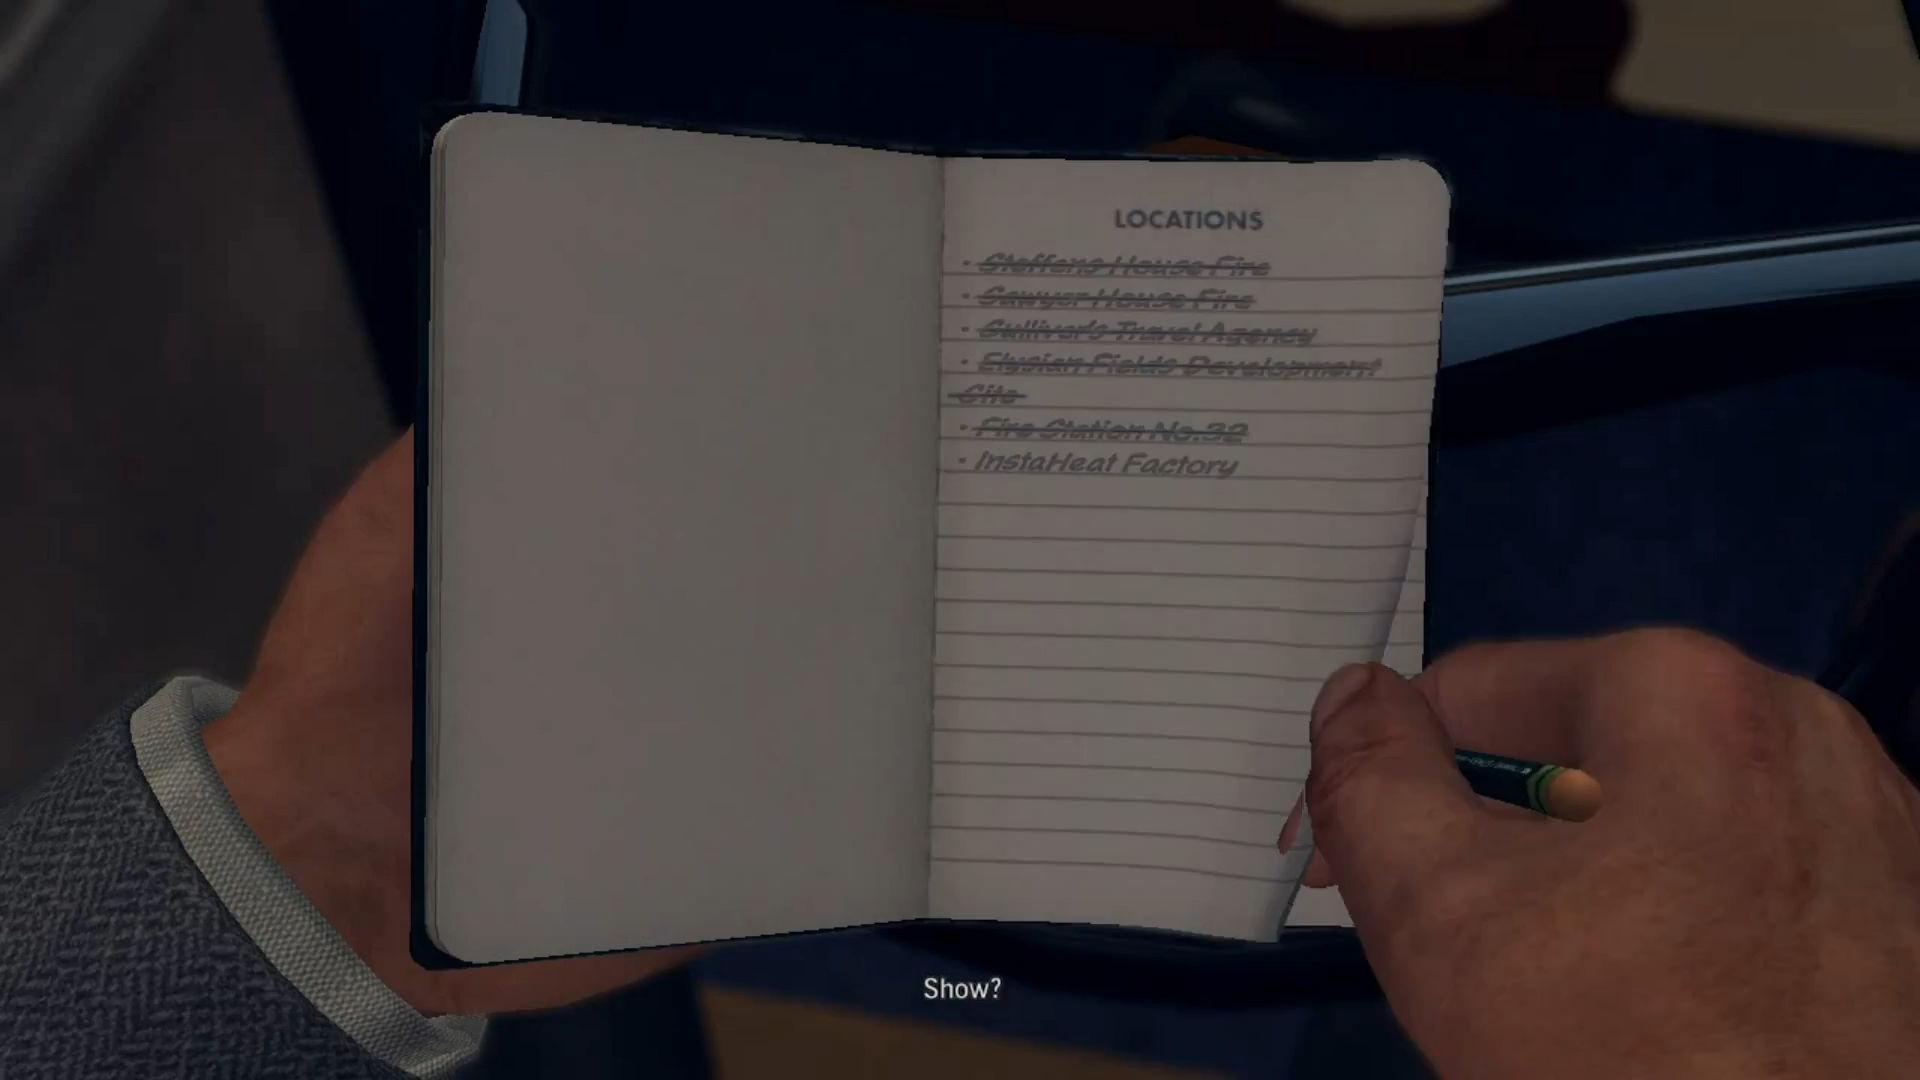 LOCATIONS
- Steffens House Fire
- Sawyer House Fire
- Gulliver's Travel Agency
- Elysian Fields Development
Site
- Fire Station No.32
- InstaHeat Factory
Show?